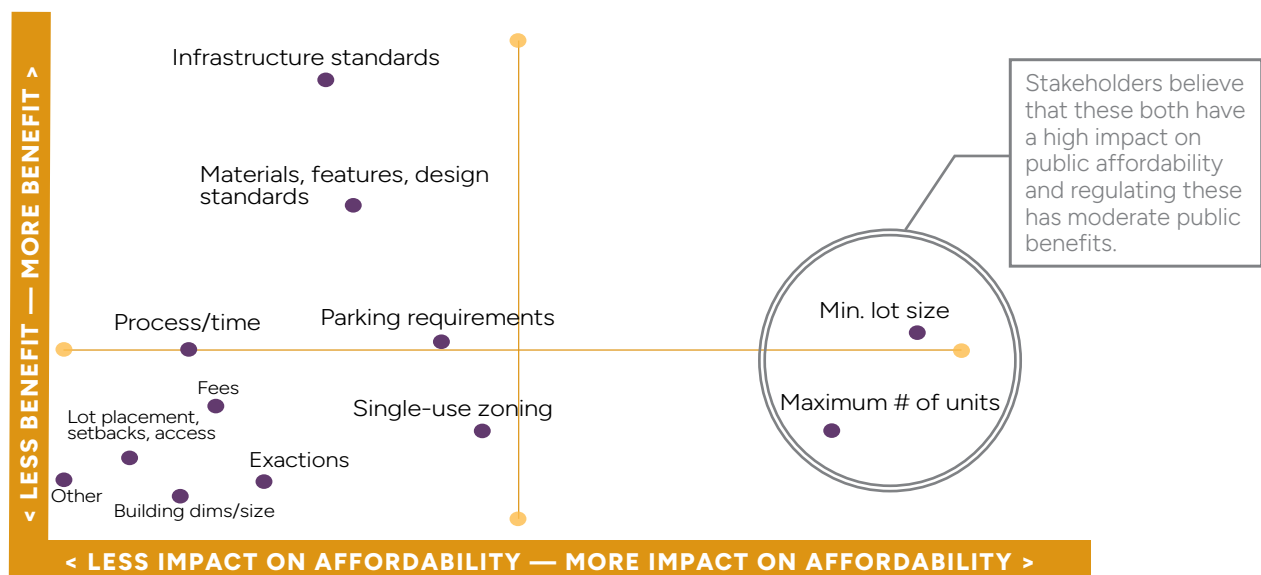 Infrastructure standards
Materials, features, design
standards
Process/time
Parking requirements
Min. lot size
Fees
Lot placement,
setbacks, access
Single-use zoning
Maximum # of units
Exactions
Other
Building dims/size
Stakeholders believe
that these both have
a high impact on
public affordability
and regulating these
has moderate public
benefits.
< LESS BENEFIT — MORE BENEFIT >
< LESS IMPACT ON AFFORDABILITY — MORE IMPACT ON AFFORDABILITY >